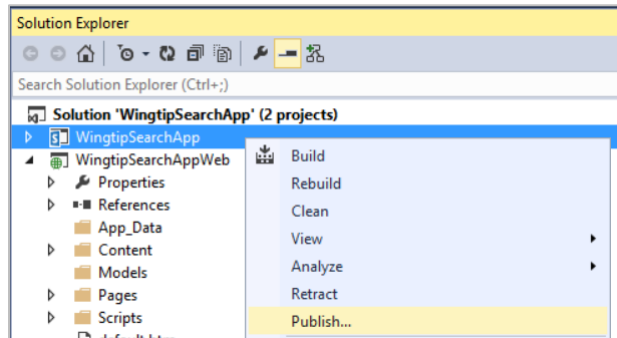 Solution Explorer
Search Solution Explorer (Ctrl+;)
Solution 'WingtipSearchApp' (2 projects)
WingtipSearchApp
WingtipSearchAppWeb
Properties
References
App_Data
Content
Models
Pages
Scripts
Build
Rebuild
Clean
View
Analyze
Retract
Publish...